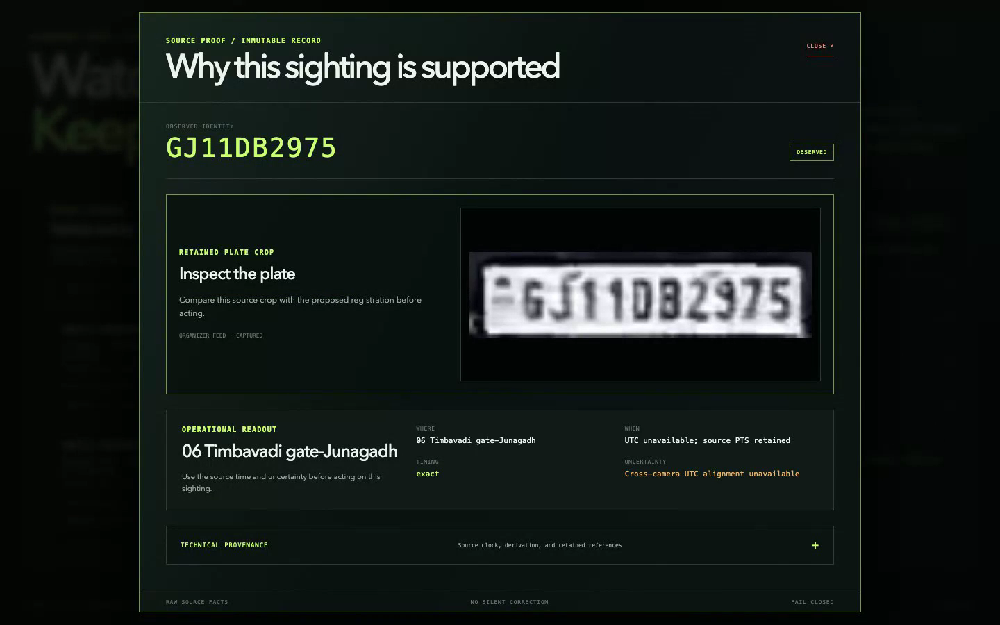 SOURCE PROOF / IMMUTABLE RECORD
Why this sighting is supported
CLOSE ×
OBSERVED IDENTITY
GJ11DB2975
OBSERVED
RETAINED PLATE CROP
Inspect the plate
Compare this source crop with the proposed registration before
acting.
ORGANIZER FEED · CAPTURED
GJ11DB2975
OPERATIONAL READOUT
06 Timbavadi gate-Junagadh
Use the source time and uncertainty before acting on this
sighting.
WHERE
06 Timbavadi gate-Junagadh
WHEN
UTC unavailable; source PTS retained
TIMING
exact
UNCERTAINTY
Cross-camera UTC alignment unavailable
TECHNICAL PROVENANCE
Source clock, derivation, and retained references
+
RAW SOURCE FACTS
NO SILENT CORRECTION
FAIL CLOSED